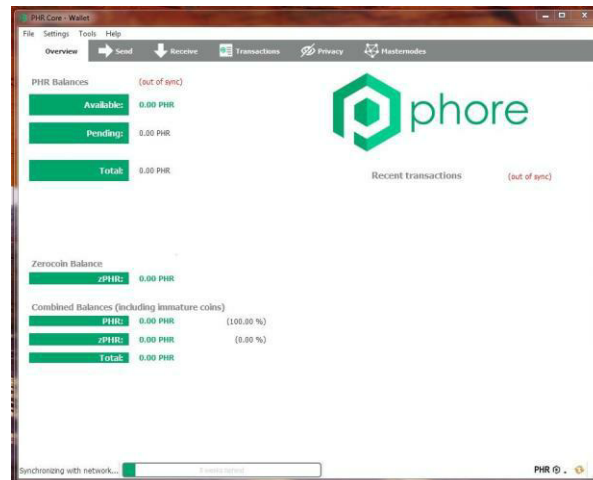 PHR Core - Wallet
File Settings Tools Help
Overview Send Receive Transactions Privacy Masternodes
PHR Balances (out of sync)
phore
Available: 0.00 PHR
Pending: 0.00 PHR
Total: 0.00 PHR
Recent transactions (out of sync)
Zerocoin Balance
zPHR: 0.00 PHR
Combined Balances (including immature coins)
PHR: 0.00 PHR (100.00 %)
zPHR: 0.00 PHR (0.00 %)
Total: 0.00 PHR
Synchronizing with network...
PHR